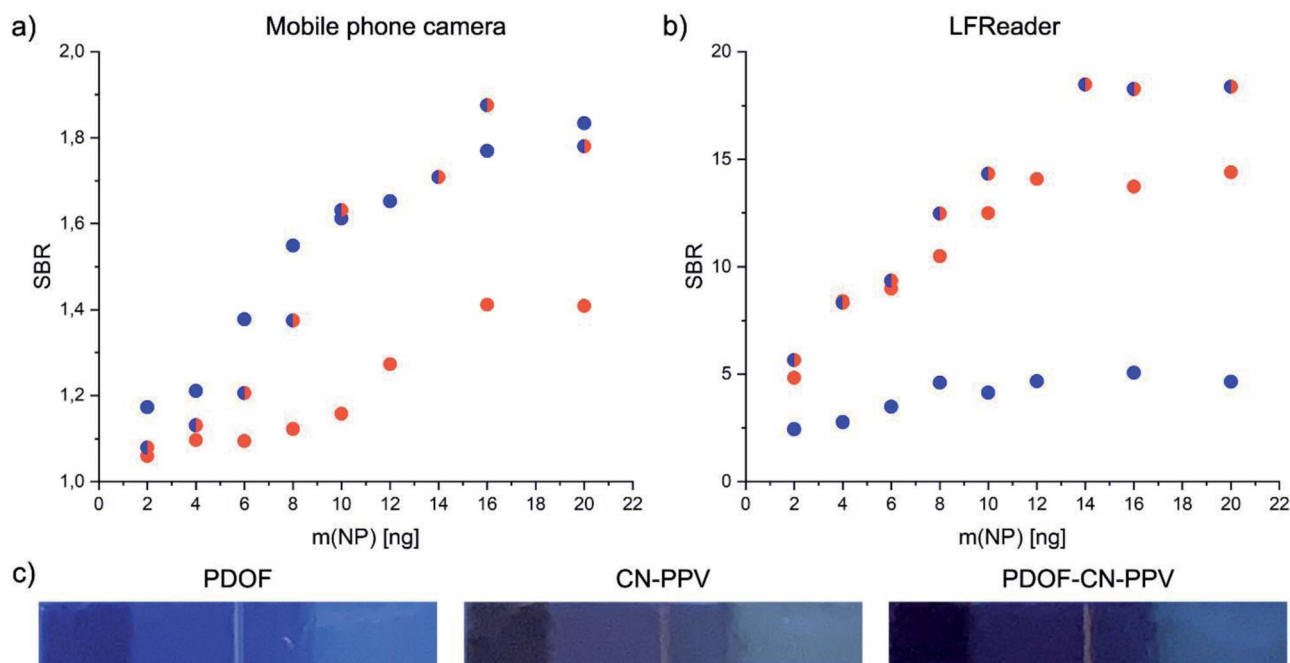 a) Mobile phone camera
2,0
1,8
1,6
1,4
1,2
1,0
SBR
0 2 4 6 8 10 12 14 16 18 20 22
m(NP) [ng]
b) LFReader
20
15
10
5
0
SBR
0 2 4 6 8 10 12 14 16 18 20 22
m(NP) [ng]
c) PDOF CN-PPV PDOF-CN-PPV